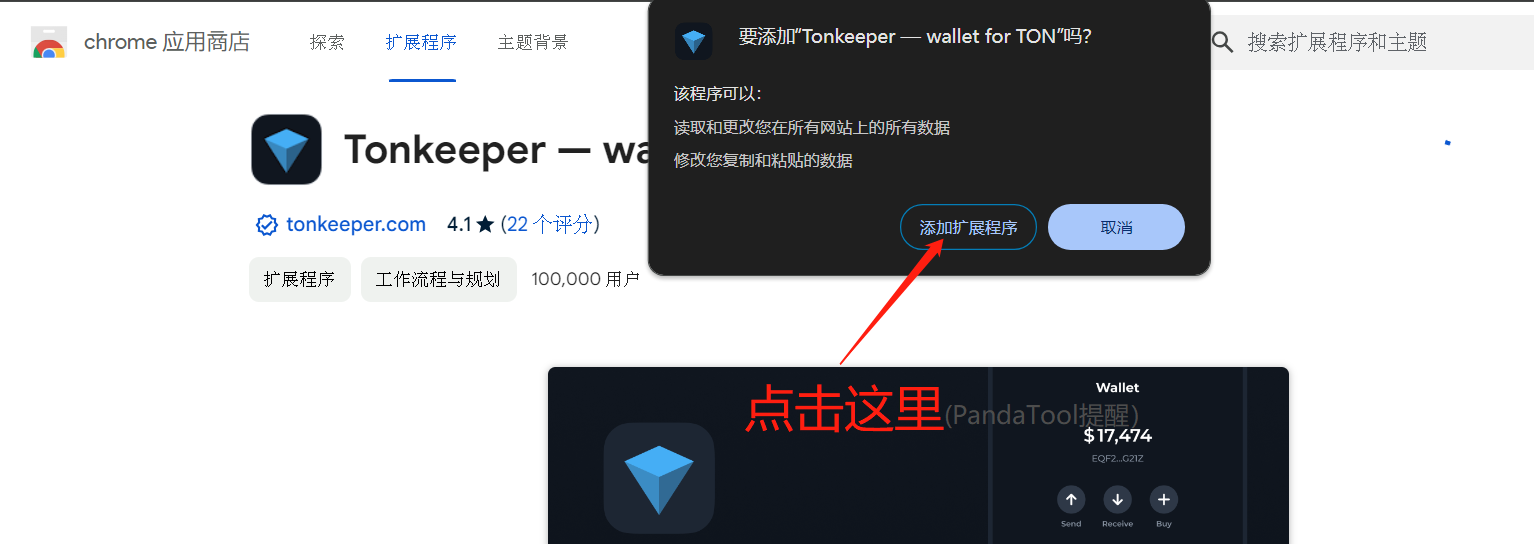 chrome 应用商店
探索
扩展程序
主题背景
搜索扩展程序和主题
要添加"Tonkeeper — wallet for TON"吗?
该程序可以：
读取和更改您在所有网站上的所有数据
修改您复制和粘贴的数据
添加扩展程序
取消
Tonkeeper — wa
tonkeeper.com
4.1★ (22 个评分)
扩展程序
工作流程与规划
100,000 用户
点击这里(PandaTool提醒)
Wallet
$17,474
EQF2...G21Z
Send
Receive
Buy